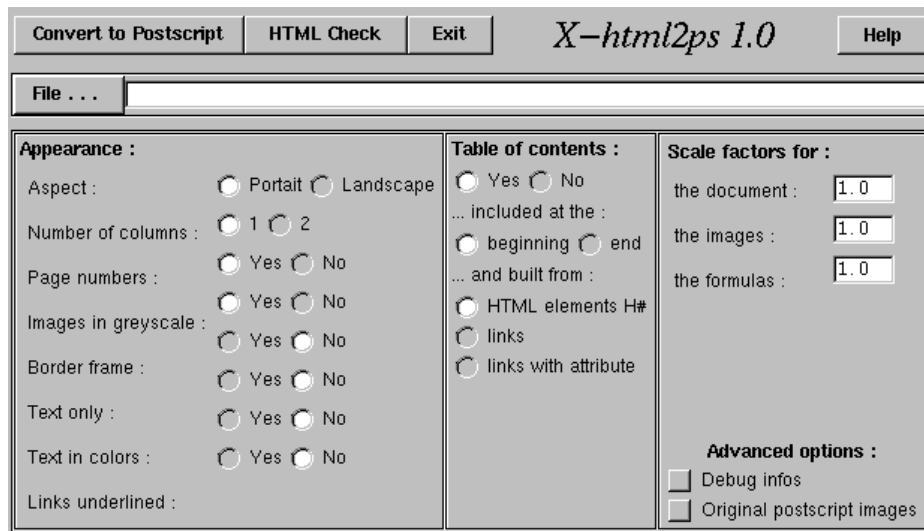 Convert to Postscript HTML Check Exit X-html2ps 1.0 Help
File . . .
Appearance :
Aspect : Portait Landscape
Number of columns : 1 2
Page numbers : Yes No
Images in greyscale : Yes No
Border frame : Yes No
Text only : Yes No
Text in colors : Yes No
Links underlined :
Table of contents :
Yes No
... included at the :
beginning end
... and built from :
HTML elements H#
links
links with attribute
Scale factors for :
the document : 1.0
the images : 1.0
the formulas : 1.0
Advanced options :
Debug infos
Original postscript images